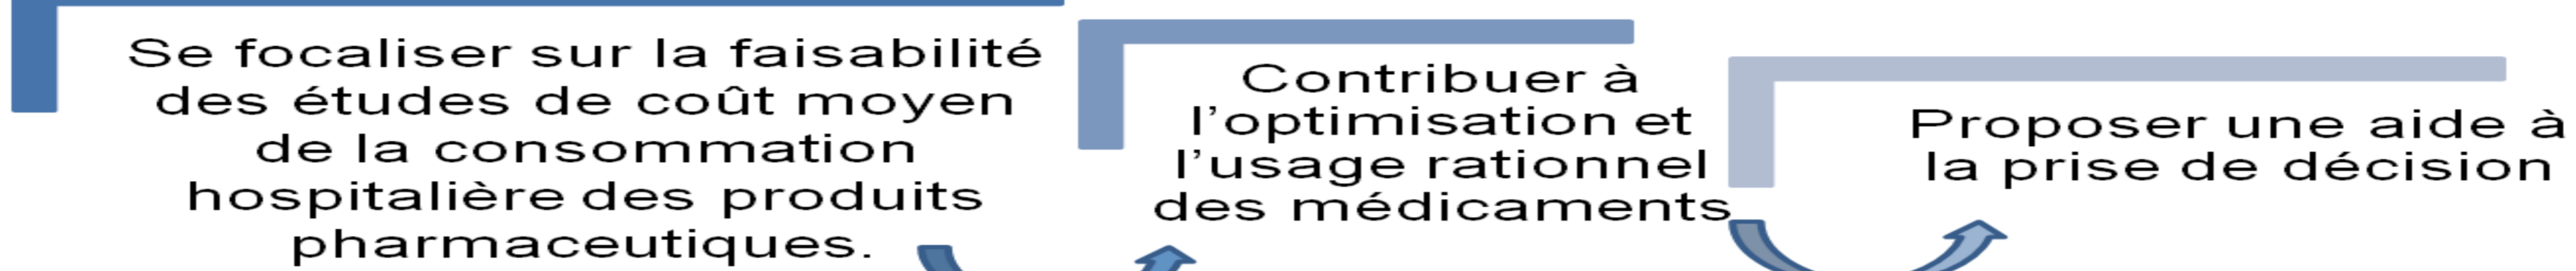 Se focaliser sur la faisabilité
des études de coût moyen
de la consommation
hospitalière des produits
pharmaceutiques.
Contribuer à
l’optimisation et
l’usage rationnel
des médicaments
Proposer une aide à
la prise de décision